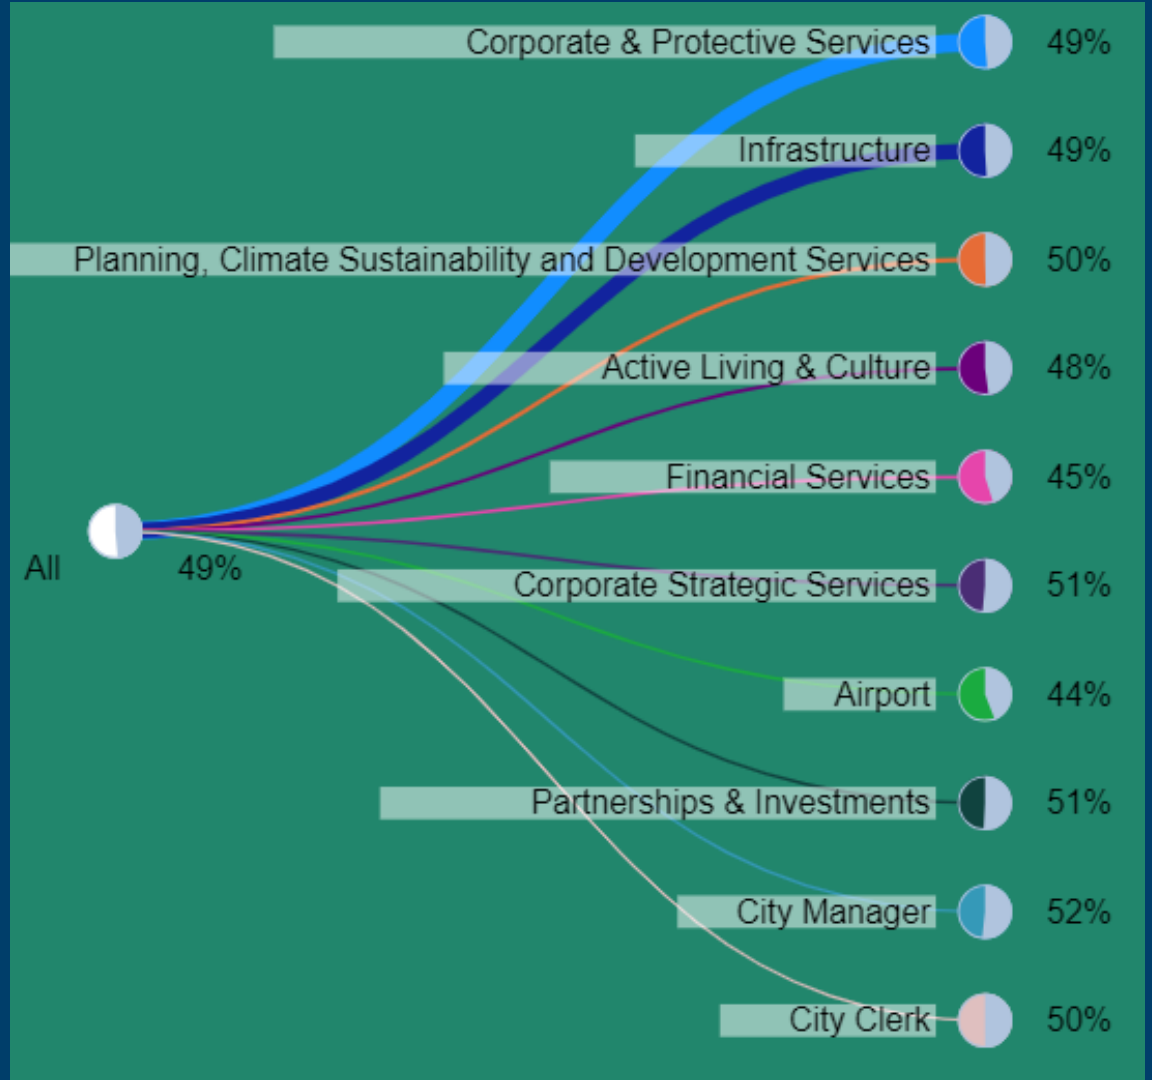 Corporate & Protective Services 49%
Infrastructure 49%
Planning, Climate Sustainability and Development Services 50%
Active Living & Culture 48%
Financial Services 45%
All 49%
Corporate Strategic Services 51%
Airport 44%
Partnerships & Investments 51%
City Manager 52%
City Clerk 50%